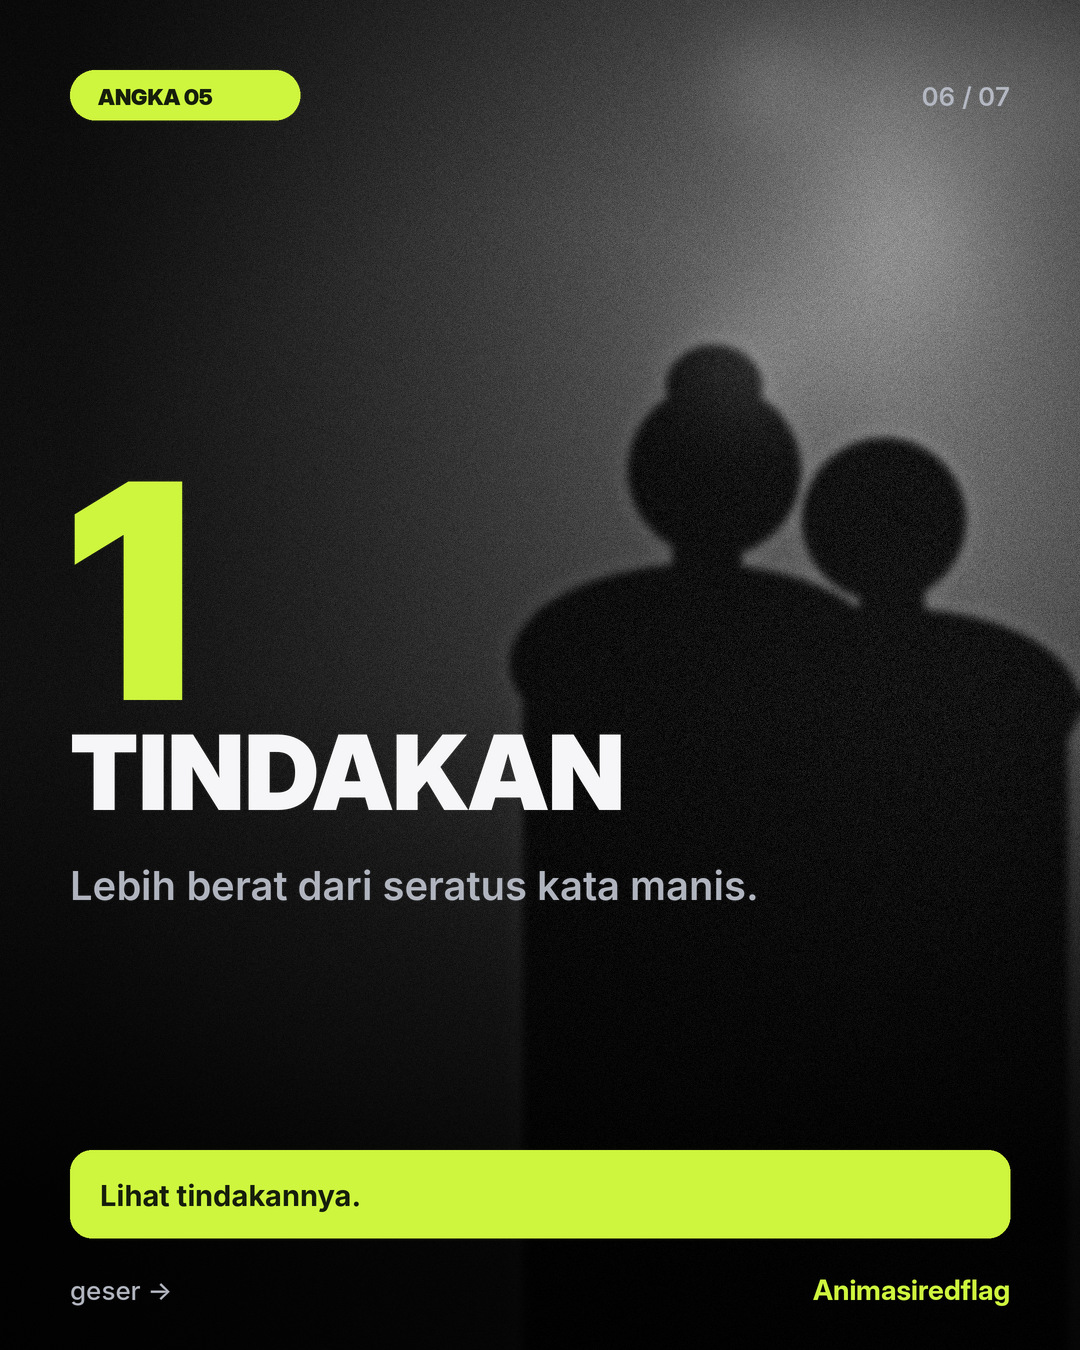 ANGKA 05
06 / 07
1
TINDAKAN
Lebih berat dari seratus kata manis.
Lihat tindakannya.
geser →
Animasiredflag